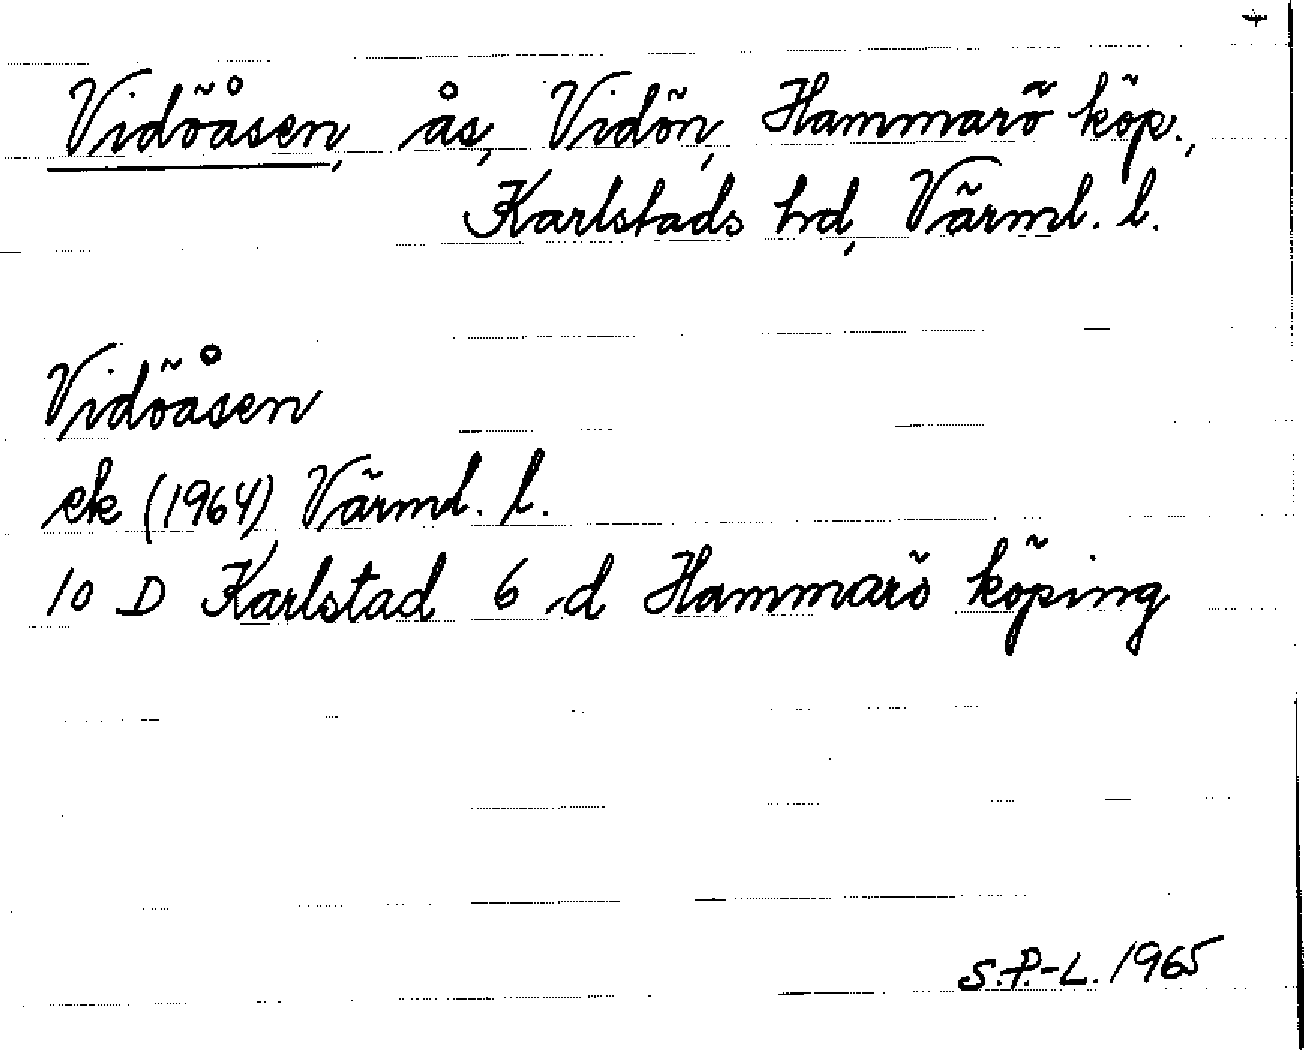 Vidöåsen, ås, Vidön, Hammarö köp.,
Karlstads hd, Värml. l.
Vidöåsen
ek (1964) Värml. l.
10 D Karlstad 6 d Hammarö köping
S.P.-L. 1965